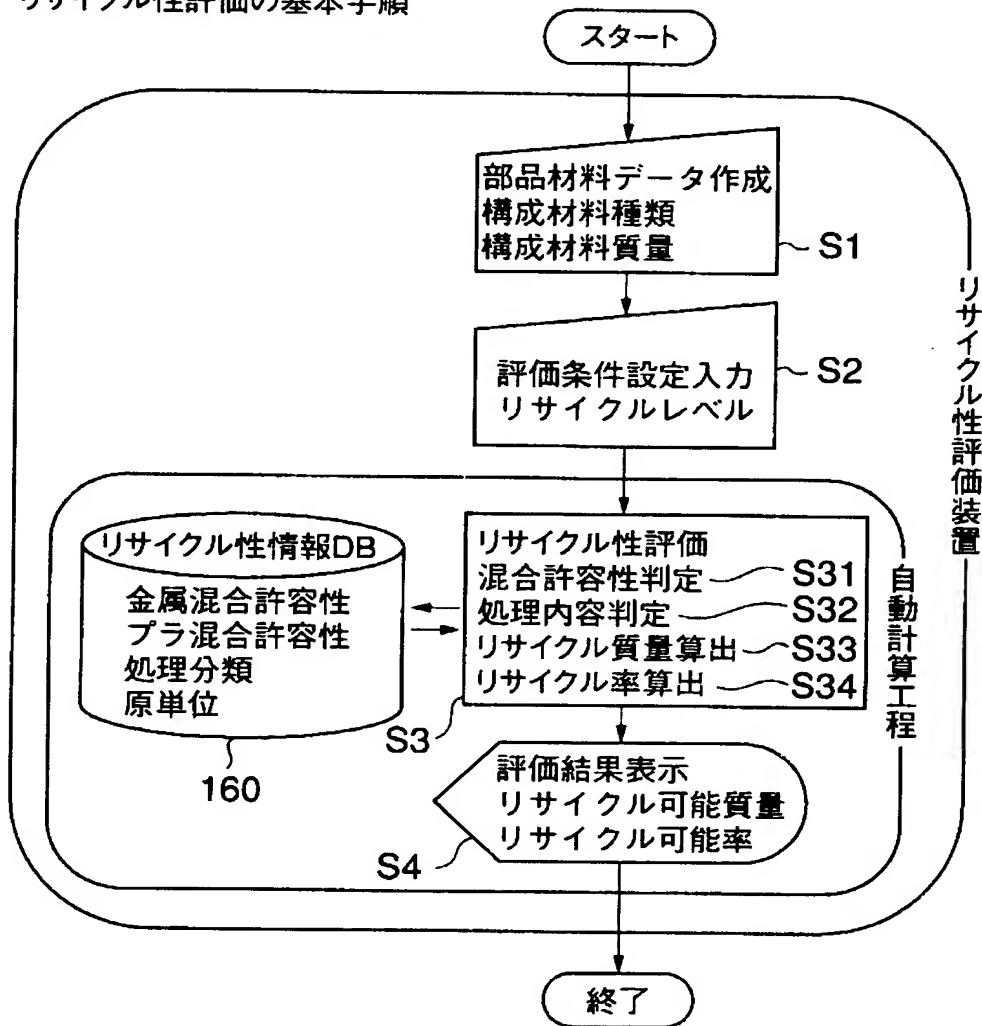 リサイクル性評価の基本手順
スタート
部品材料データ作成
構成材料種類
構成材料質量
S1
評価条件設定入力
リサイクルレベル
S2
リサイクル性評価装置
リサイクル性情報DB
金属混合許容性
プラ混合許容性
処理分類
原単位
160
リサイクル性評価
混合許容性判定 S31
処理内容判定 S32
リサイクル質量算出 S33
リサイクル率算出 S34
S3
自動計算工程
評価結果表示
リサイクル可能質量
リサイクル可能率
S4
終了